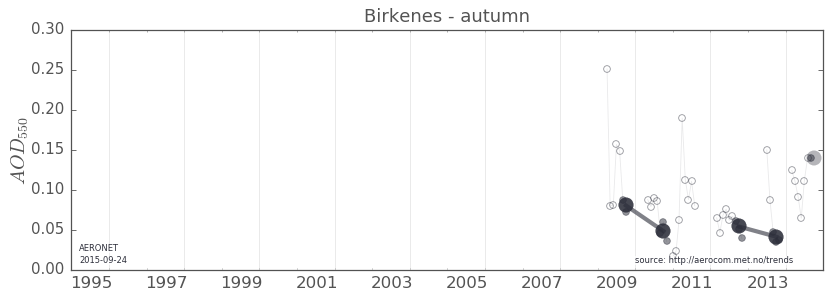 Birkenes - autumn
0.30
0.25
0.20
0.15
0.10
0.05
0.00
AOD550
AERONET
2015-09-24
source: http://aerocom.met.no/trends
1995 1997 1999 2001 2003 2005 2007 2009 2011 2013